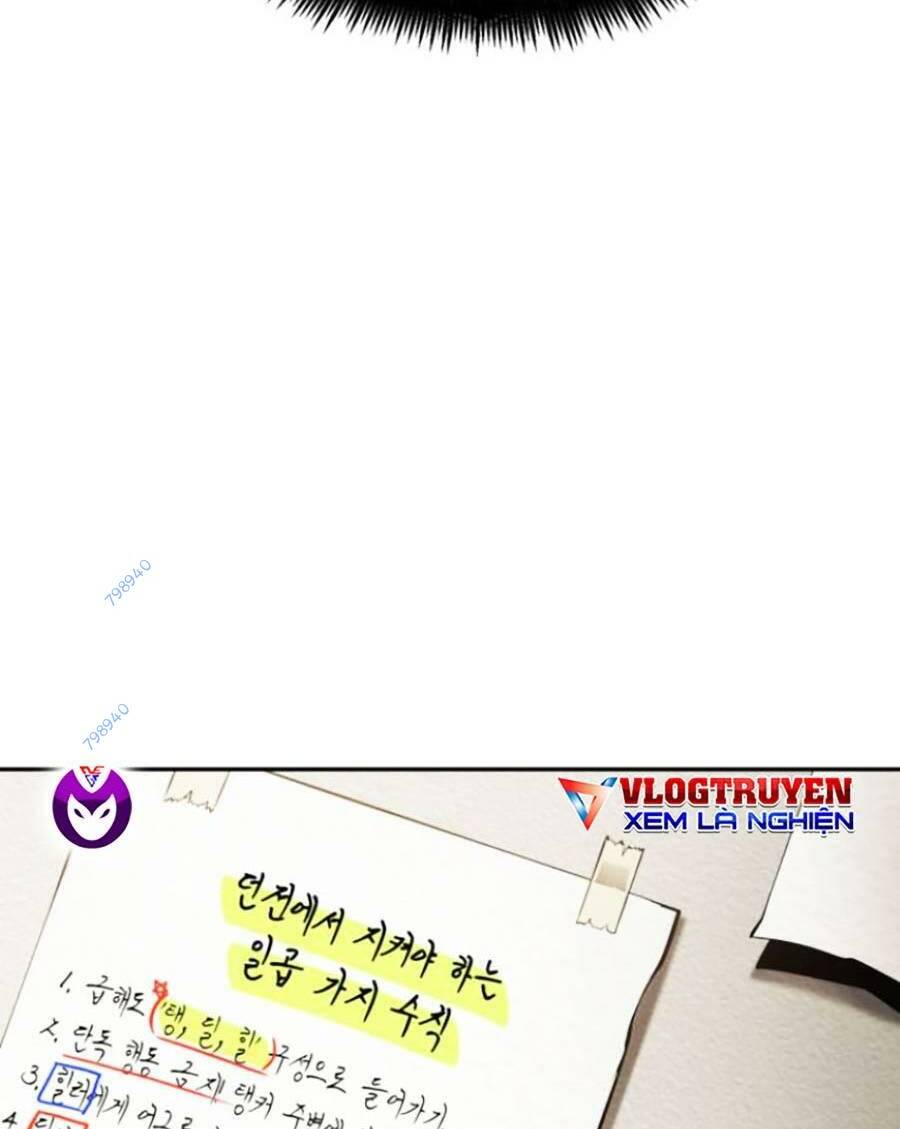 798940
798940
VLOGTRUYEN
XEM LÀ NGHIỆN
던전에서 지켜야 하는
일곱 가지 수칙
1. 급해도 '탱, 딜, 힐' 구성으로 들어가기
2. 단독 행동 금지 탱커 주변에
3. 힐러에게 어그로
4.